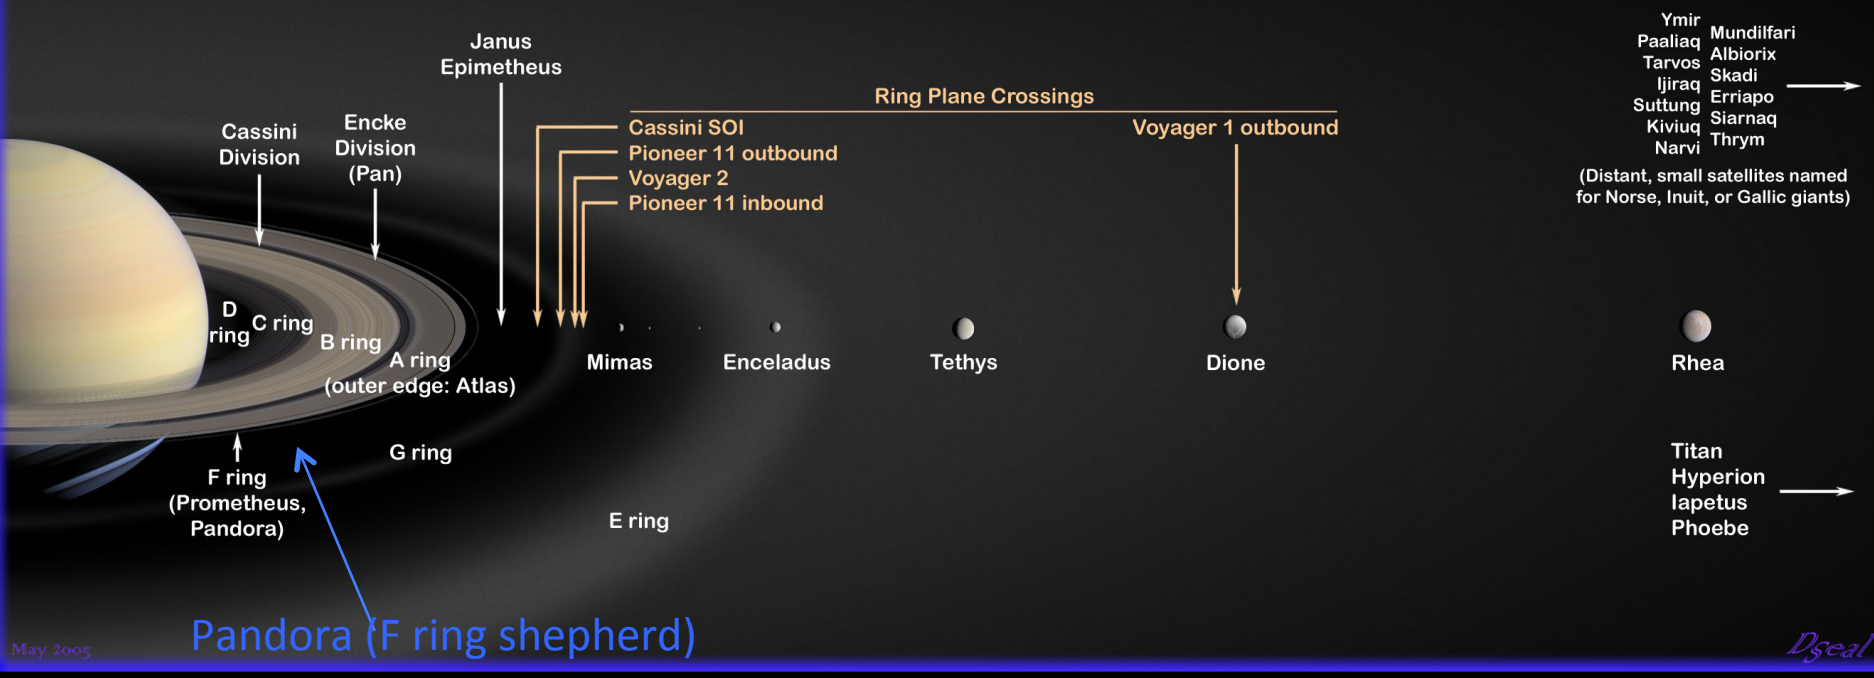 Janus
Epimetheus
Cassini
Division
Encke
Division
(Pan)
Ring Plane Crossings
Cassini SOI
Pioneer 11 outbound
Voyager 2
Pioneer 11 inbound
Voyager 1 outbound
Ymir
Paaliaq
Tarvos
Ijiraq
Suttung
Kiviuq
Narvi
Mundilfari
Albiorix
Skadi
Erriapo
Siarnaq
Thrym
(Distant, small satellites named
for Norse, Inuit, or Gallic giants)
D
ring
C ring
B ring
A ring
(outer edge: Atlas)
Mimas
Enceladus
Tethys
Dione
Rhea
G ring
F ring
(Prometheus,
Pandora)
E ring
Titan
Hyperion
Iapetus
Phoebe
Pandora (F ring shepherd)
May 2005
Dseal